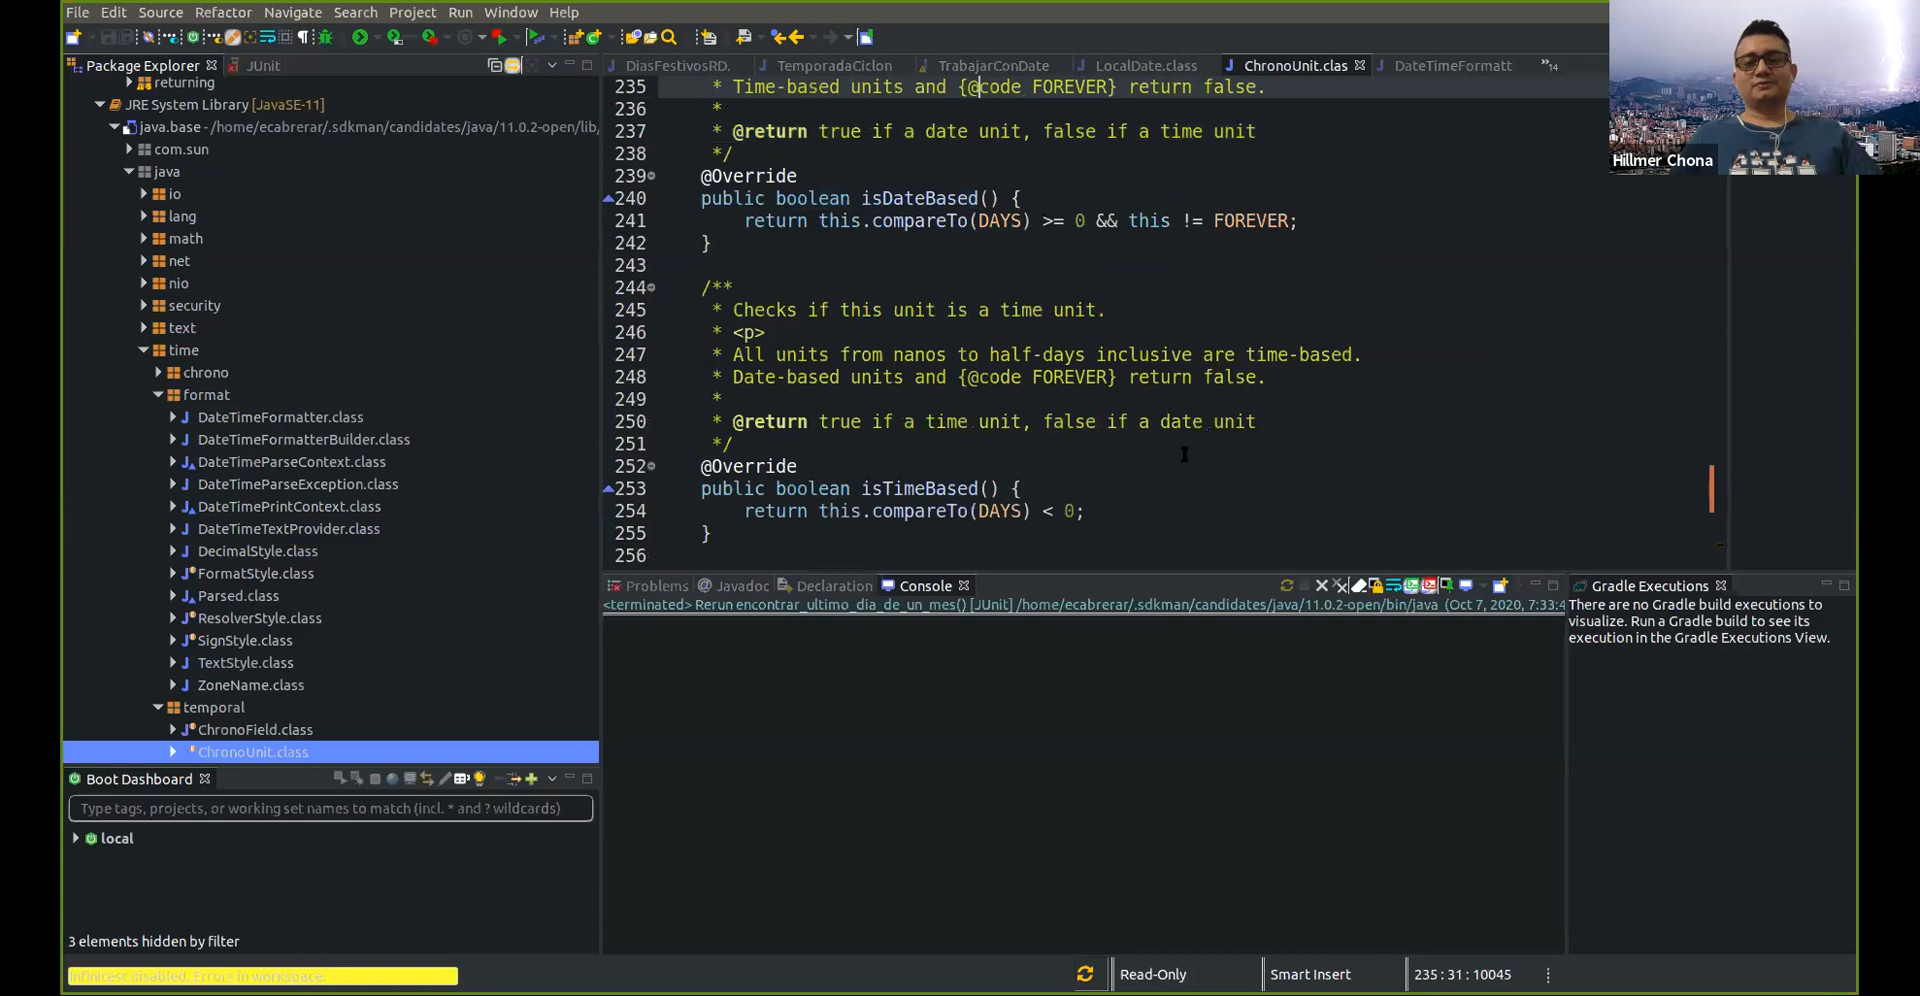 File Edit Source Refactor Navigate Search Project Run Window Help
Package Explorer JUnit
returning
JRE System Library [JavaSE-11]
java.base - /home/ecabrerar/.sdkman/candidates/java/11.0.2-open/lib/
com.sun
java
io
lang
math
net
nio
security
text
time
chrono
format
DateTimeFormatter.class
DateTimeFormatterBuilder.class
DateTimeParseContext.class
DateTimeParseException.class
DateTimePrintContext.class
DateTimeTextProvider.class
DecimalStyle.class
FormatStyle.class
Parsed.class
ResolverStyle.class
SignStyle.class
TextStyle.class
ZoneName.class
temporal
ChronoField.class
ChronoUnit.class
Boot Dashboard
Type tags, projects, or working set names to match (incl. * and ? wildcards)
local
3 elements hidden by filter
Infinitest disabled. Errors in workspace.
DiasFestivosRD. TemporadaCiclon TrabajarConDate LocalDate.class ChronoUnit.clas DateTimeFormatt »14
235 * Time-based units and {@code FOREVER} return false.
236 *
237 * @return true if a date unit, false if a time unit
238 */
239 @Override
240 public boolean isDateBased() {
241 return this.compareTo(DAYS) >= 0 && this != FOREVER;
242 }
243
244 /**
245 * Checks if this unit is a time unit.
246 * <p>
247 * All units from nanos to half-days inclusive are time-based.
248 * Date-based units and {@code FOREVER} return false.
249 *
250 * @return true if a time unit, false if a date unit
251 */
252 @Override
253 public boolean isTimeBased() {
254 return this.compareTo(DAYS) < 0;
255 }
256
Problems @ Javadoc Declaration Console
<terminated> Rerun encontrar_ultimo_dia_de_un_mes() [JUnit] /home/ecabrerar/.sdkman/candidates/java/11.0.2-open/bin/java (Oct 7, 2020, 7:33:4
Gradle Executions
There are no Gradle build executions to
visualize. Run a Gradle build to see its
execution in the Gradle Executions View.
Read-Only Smart Insert 235 : 31 : 10045
Hillmer Chona